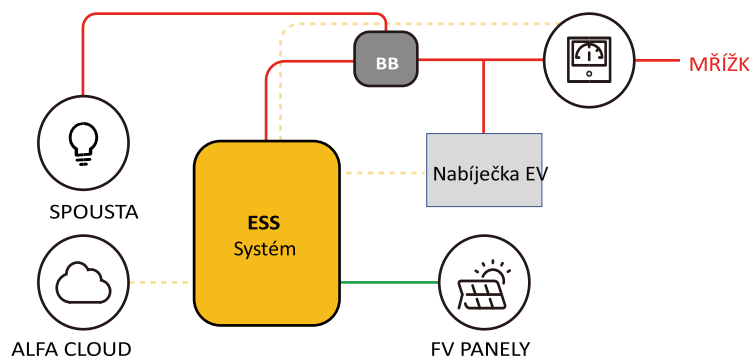 BB
MŘÍŽK
Nabíječka EV
SPOUSTA
ESS
Systém
ALFA CLOUD
FV PANELY